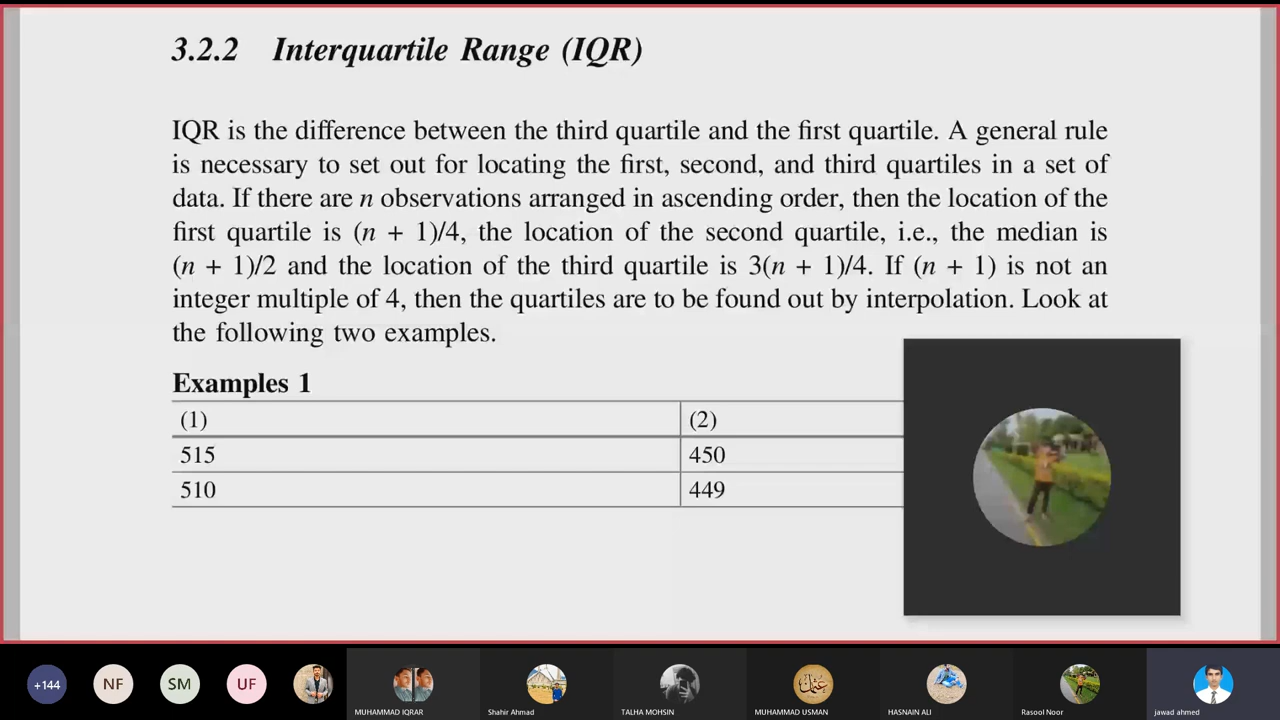 3.2.2 Interquartile Range (IQR)
IQR is the difference between the third quartile and the first quartile. A general rule
is necessary to set out for locating the first, second, and third quartiles in a set of
data. If there are n observations arranged in ascending order, then the location of the
first quartile is (n + 1)/4, the location of the second quartile, i.e., the median is
(n + 1)/2 and the location of the third quartile is 3(n + 1)/4. If (n + 1) is not an
integer multiple of 4, then the quartiles are to be found out by interpolation. Look at
the following two examples.
Examples 1
(1) (2)
515 450
510 449
+144 NF SM UF
MUHAMMAD IQRAR Shahir Ahmad TALHA MOHSIN MUHAMMAD USMAN HASNAIN ALI Rasool Noor jawad ahmed